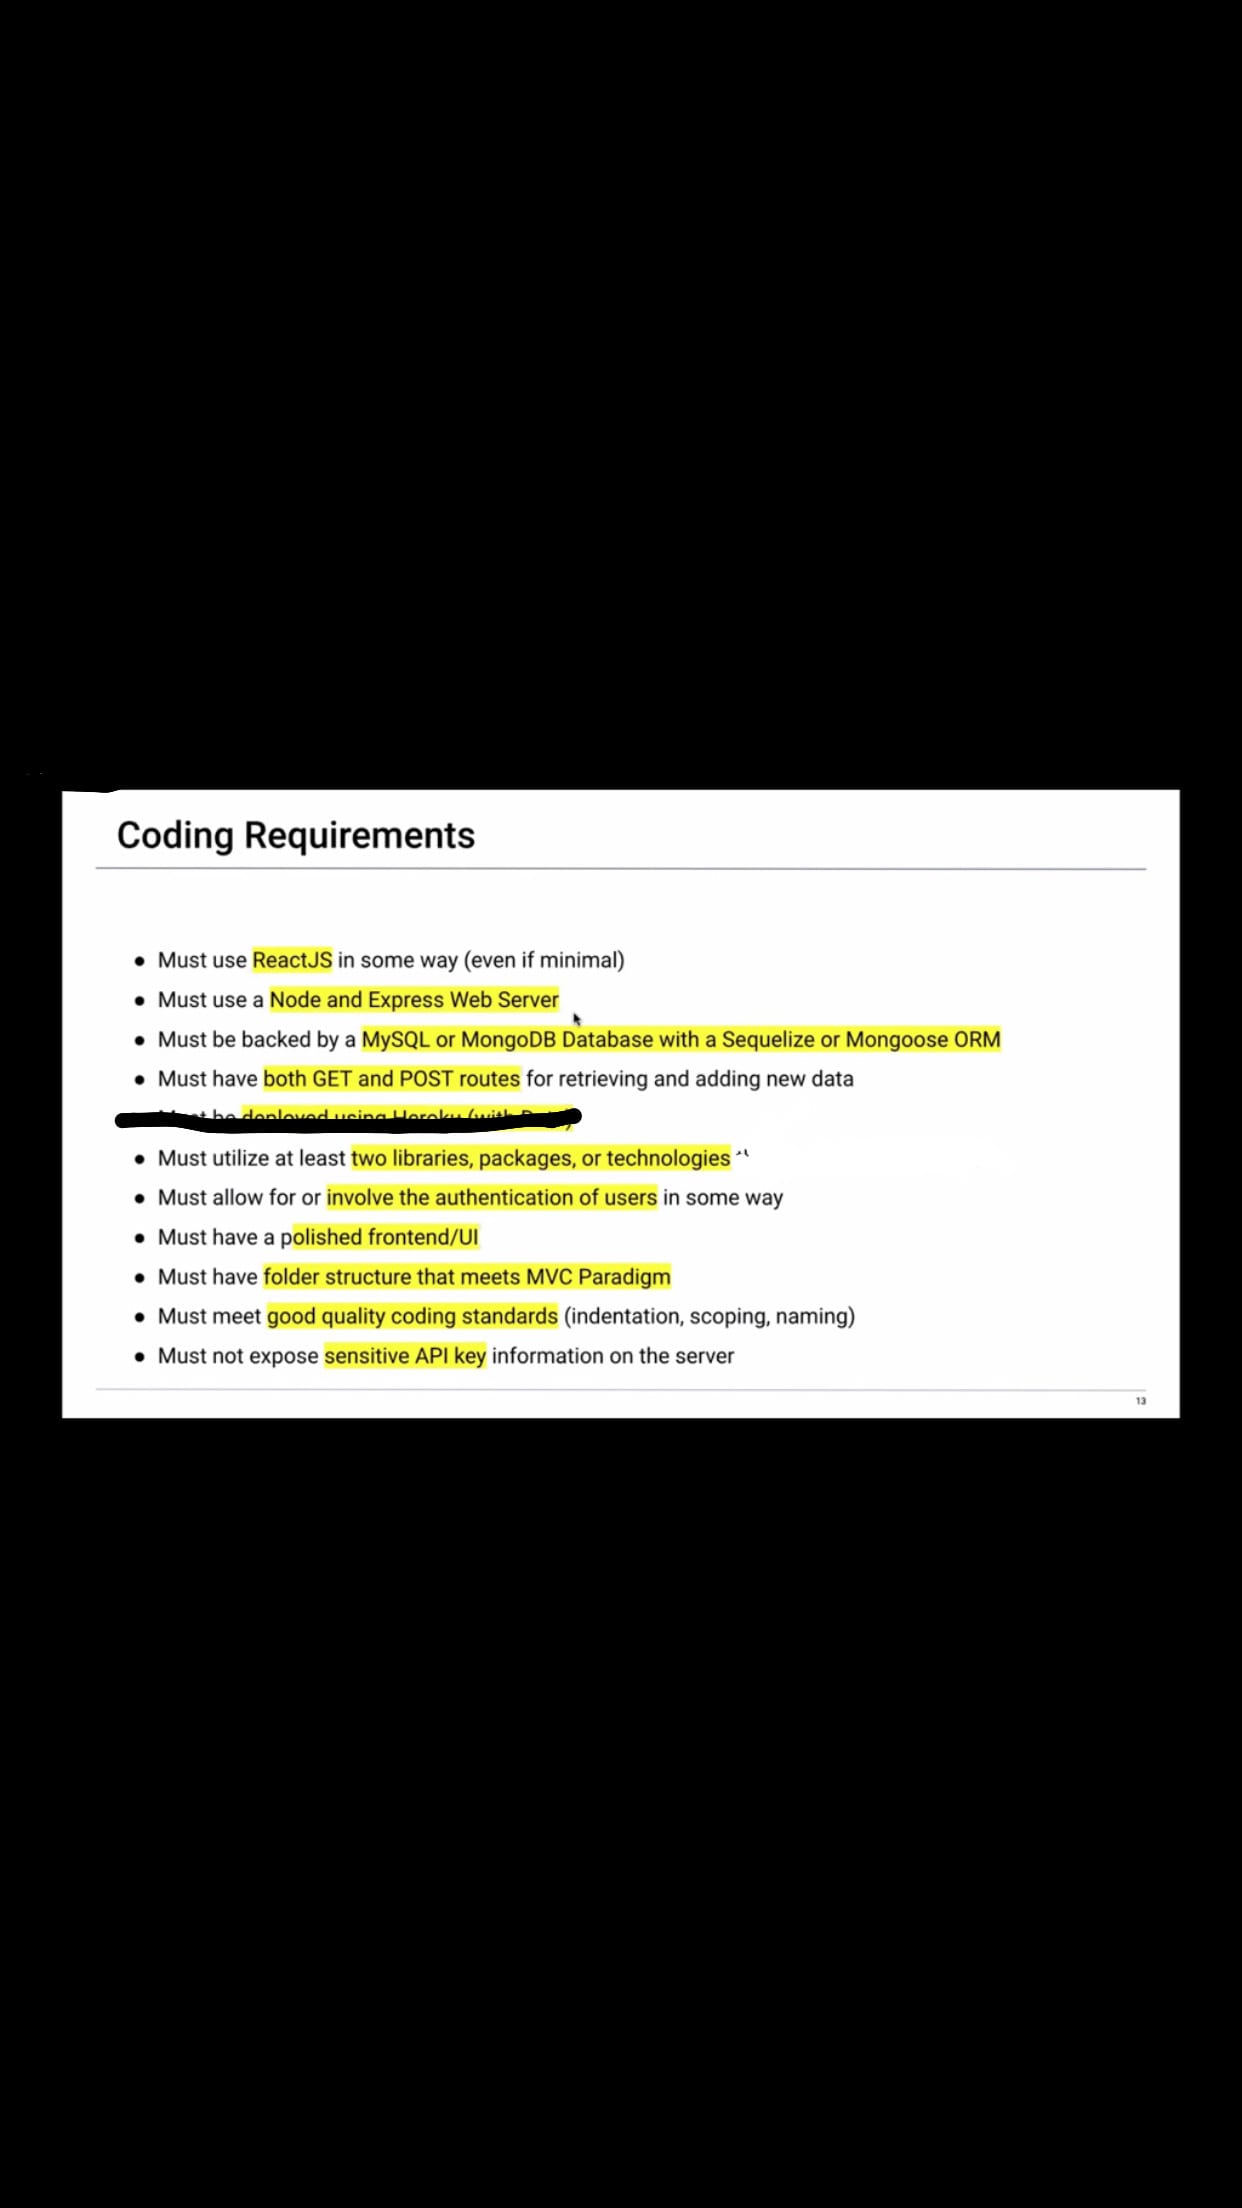 Coding Requirements
● Must use ReactJS in some way (even if minimal)
● Must use a Node and Express Web Server
● Must be backed by a MySQL or MongoDB Database with a Sequelize or Mongoose ORM
● Must have both GET and POST routes for retrieving and adding new data
Must be deployed using Heroku (with Data)
● Must utilize at least two libraries, packages, or technologies
● Must allow for or involve the authentication of users in some way
● Must have a polished frontend/UI
● Must have folder structure that meets MVC Paradigm
● Must meet good quality coding standards (indentation, scoping, naming)
● Must not expose sensitive API key information on the server
13